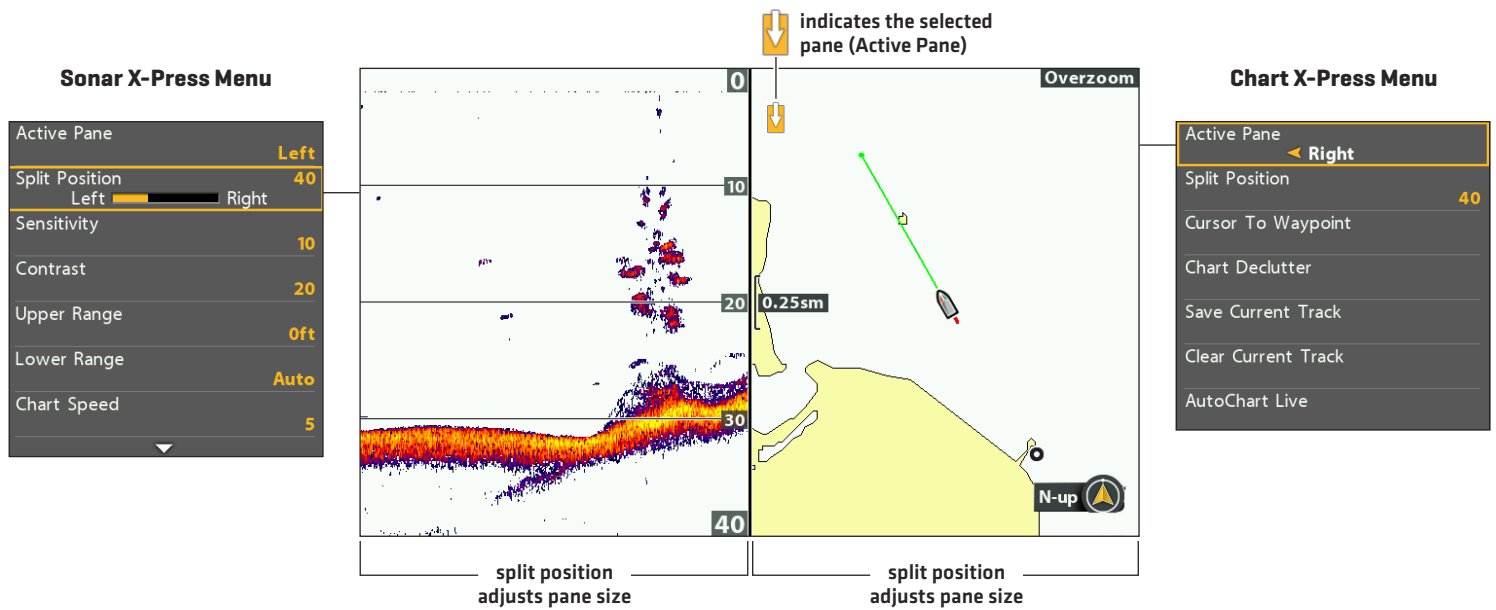 indicates the selected
pane (Active Pane)
Sonar X-Press Menu
Active Pane
Left
Split Position 40
Left Right
Sensitivity
10
Contrast
20
Upper Range
0ft
Lower Range
Auto
Chart Speed
5
0
10
20
30
40
Overzoom
0.25sm
N-up
Chart X-Press Menu
Active Pane
Right
Split Position
40
Cursor To Waypoint
Chart Declutter
Save Current Track
Clear Current Track
AutoChart Live
split position
adjusts pane size
split position
adjusts pane size